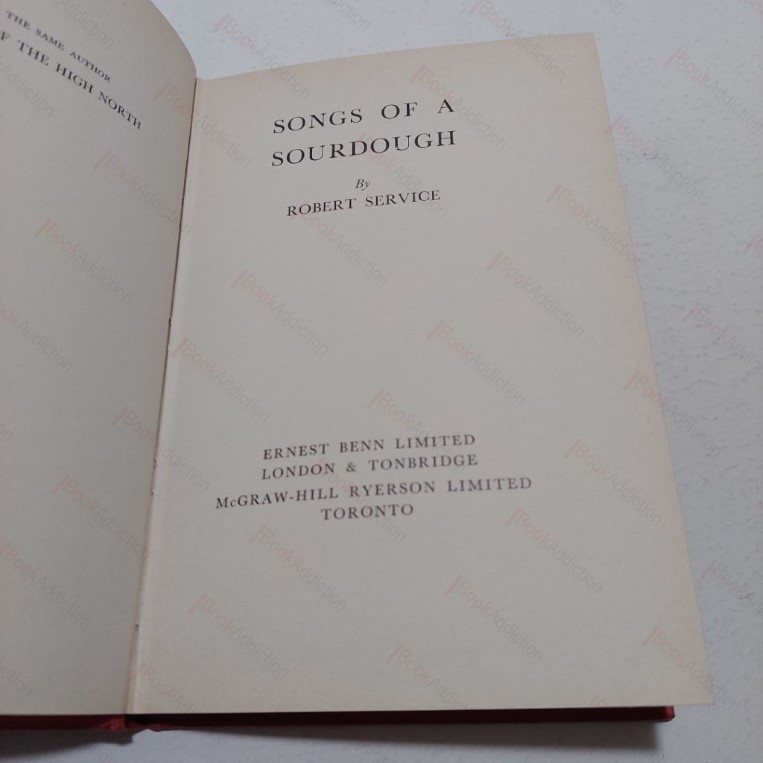 THE SAME AUTHOR
F THE HIGH NORTH
SONGS OF A
SOURDOUGH
By
ROBERT SERVICE
ERNEST BENN LIMITED
LONDON & TONBRIDGE
McGRAW-HILL RYERSON LIMITED
TORONTO
BookAddiction